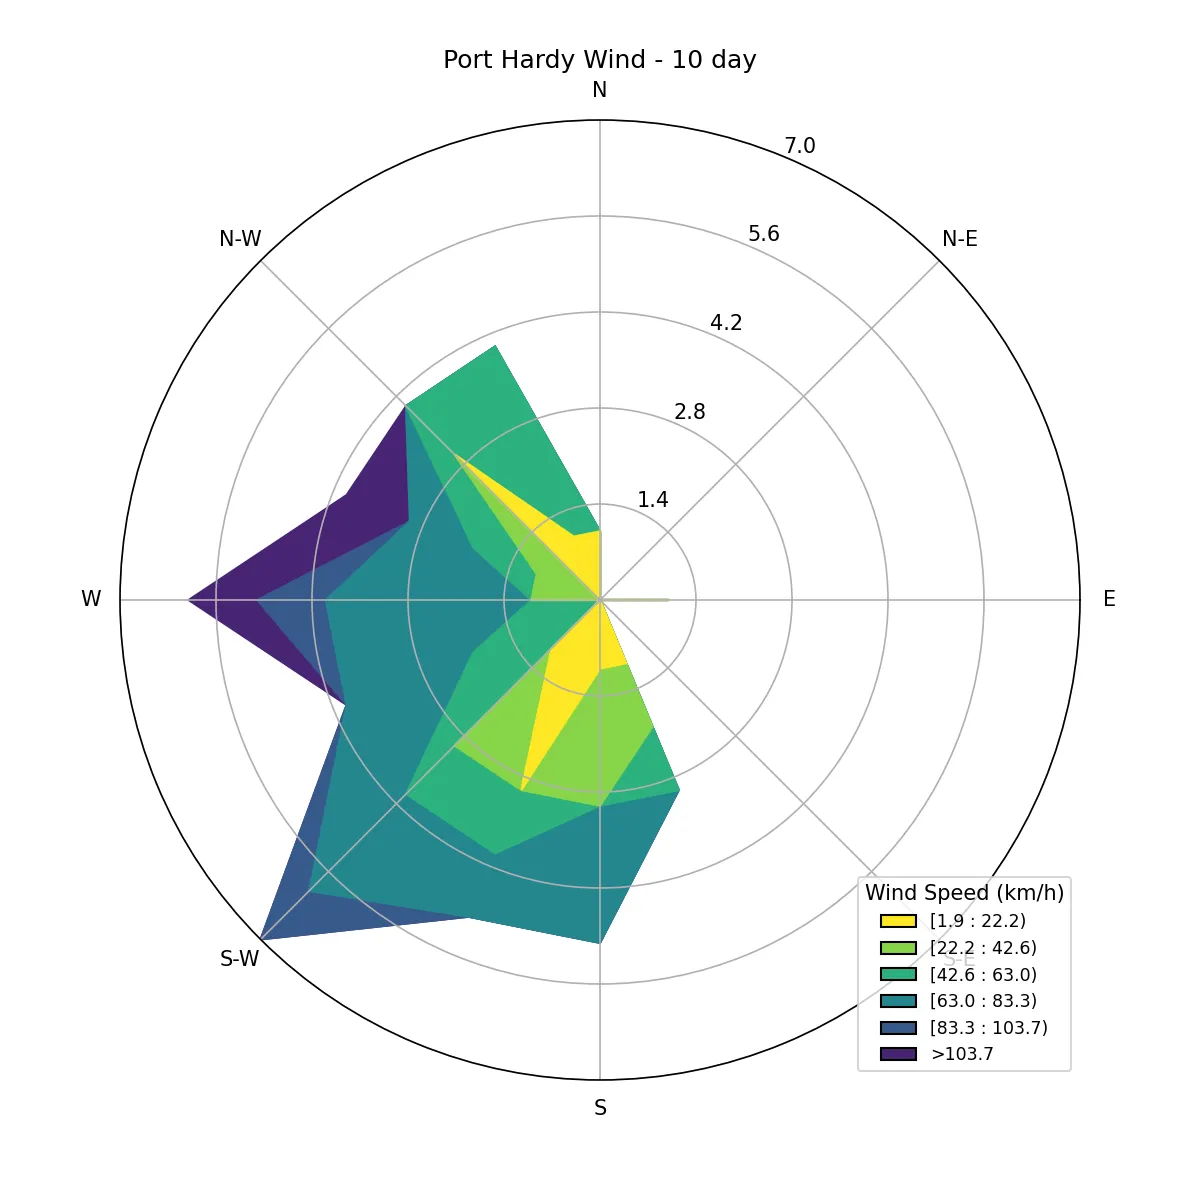 Port Hardy Wind - 10 day
N
7.0
N-W
5.6
N-E
4.2
2.8
1.4
W
E
Wind Speed (km/h)
[1.9 : 22.2)
[22.2 : 42.6)
S-W
S-E
[42.6 : 63.0)
[63.0 : 83.3)
[83.3 : 103.7)
>103.7
S